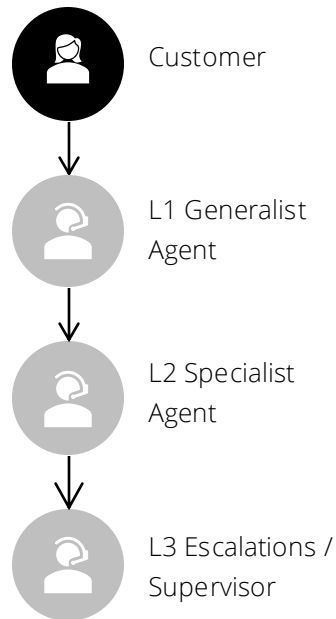 Customer
L1 Generalist
Agent
L2 Specialist
Agent
L3 Escalations /
Supervisor